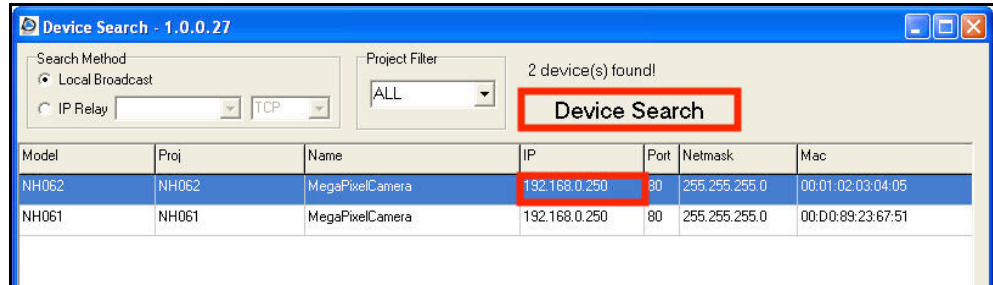 Device Search - 1.0.0.27
Search Method
Local Broadcast
IP Relay
TCP
Project Filter
ALL
2 device(s) found!
Device Search
Model Proj Name IP Port Netmask Mac
NH062 NH062 MegaPixelCamera 192.168.0.250 80 255.255.255.0 00:01:02:03:04:05
NH061 NH061 MegaPixelCamera 192.168.0.250 80 255.255.255.0 00:D0:89:23:67:51